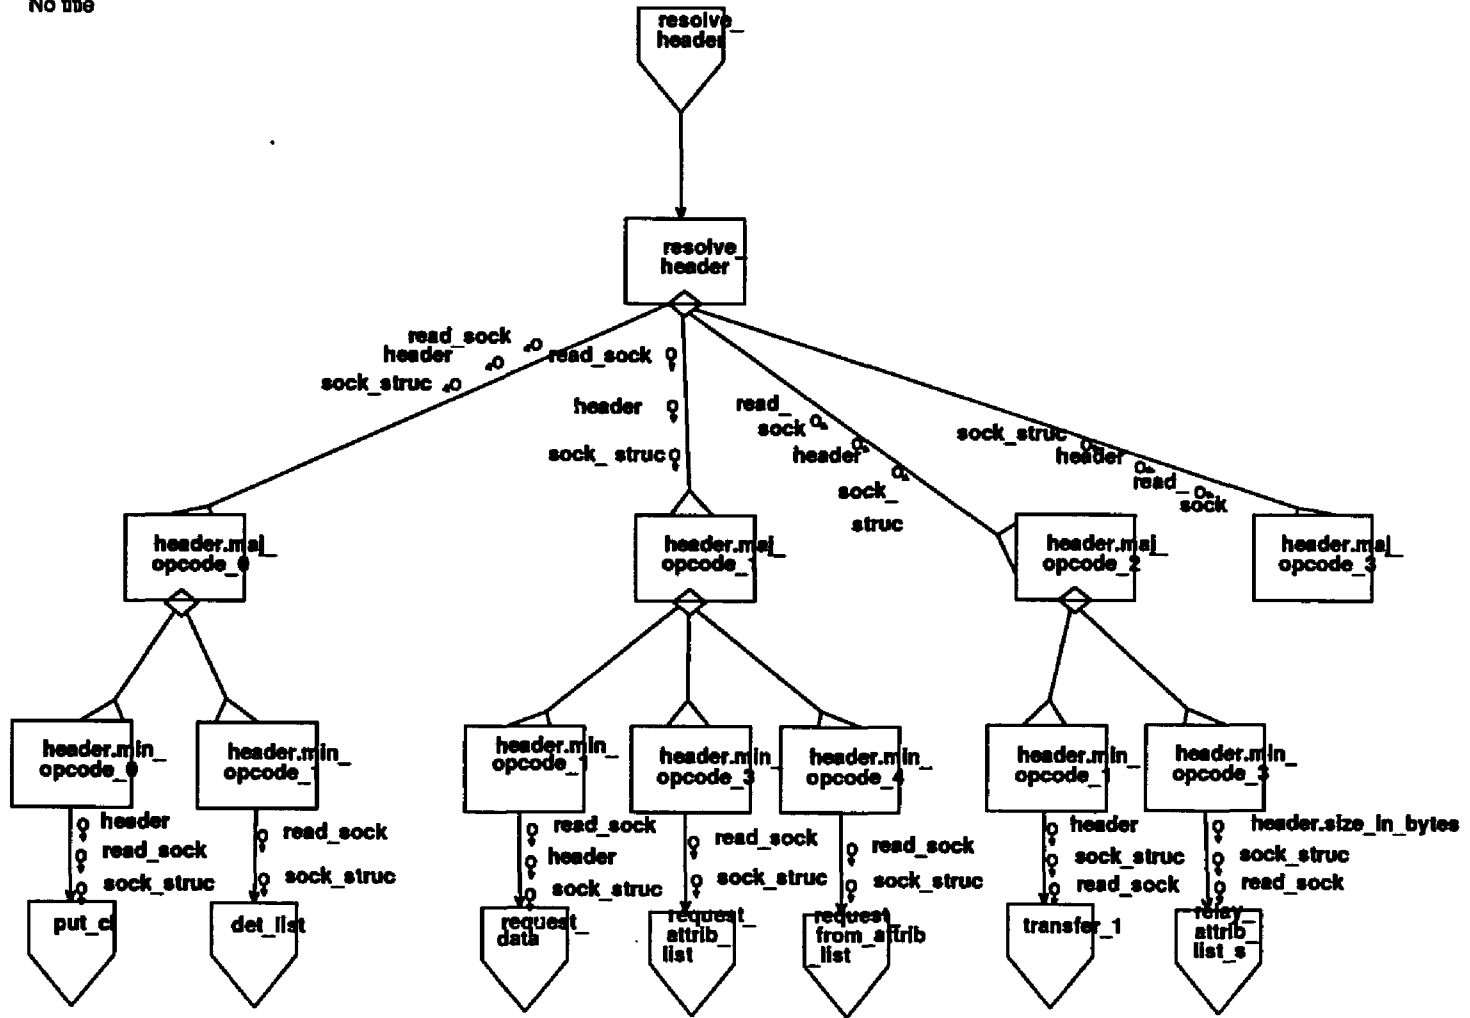 No title
resolve_
header
resolve_
header
read_sock
header
sock_struc
read_sock
header
sock_ struc
read_
sock
header
sock_
struc
sock_struc
header
read_
sock
header.maj_
opcode_0
header.maj_
opcode_1
header.maj_
opcode_2
header.maj_
opcode_3
header.min_
opcode_0
header.min_
opcode_1
header.min_
opcode_1
header.min_
opcode_3
header.min_
opcode_4
header.min_
opcode_1
header.min_
opcode_3
header
read_sock
sock_struc
read_sock
sock_struc
read_sock
header
sock_struc
read_sock
sock_struc
read_sock
sock_struc
header
sock_struc
read_sock
header.size_in_bytes
sock_struc
read_sock
put_cl
det_list
request_
data
request_
attrib_
list
request_
from_attrib
_list
transfer_1
relay_
attrib_
list_s